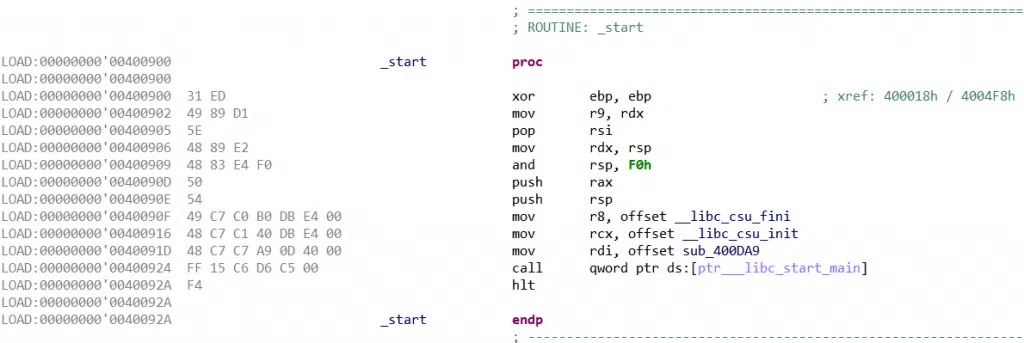 ; ================================================================
; ROUTINE: _start
LOAD:00000000'00400900 _start proc
LOAD:00000000'00400900
LOAD:00000000'00400900 31 ED xor ebp, ebp ; xref: 400018h / 4004F8h
LOAD:00000000'00400902 49 89 D1 mov r9, rdx
LOAD:00000000'00400905 5E pop rsi
LOAD:00000000'00400906 48 89 E2 mov rdx, rsp
LOAD:00000000'00400909 48 83 E4 F0 and rsp, F0h
LOAD:00000000'0040090D 50 push rax
LOAD:00000000'0040090E 54 push rsp
LOAD:00000000'0040090F 49 C7 C0 B0 DB E4 00 mov r8, offset __libc_csu_fini
LOAD:00000000'00400916 48 C7 C1 40 DB E4 00 mov rcx, offset __libc_csu_init
LOAD:00000000'0040091D 48 C7 C7 A9 0D 40 00 mov rdi, offset sub_400DA9
LOAD:00000000'00400924 FF 15 C6 D6 C5 00 call qword ptr ds:[ptr___libc_start_main]
LOAD:00000000'0040092A F4 hlt
LOAD:00000000'0040092A
LOAD:00000000'0040092A _start endp
; ----------------------------------------------------------------